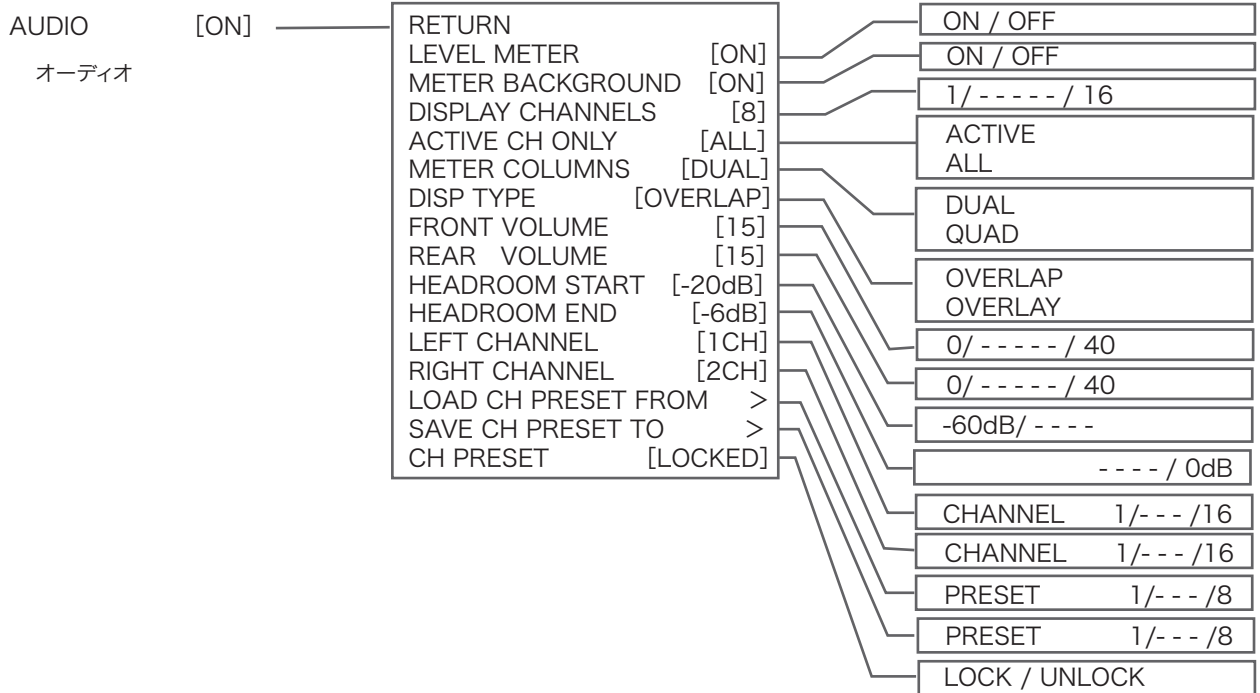 AUDIO [ON]
オーディオ
RETURN
LEVEL METER [ON]
METER BACKGROUND [ON]
DISPLAY CHANNELS [8]
ACTIVE CH ONLY [ALL]
METER COLUMNS [DUAL]
DISP TYPE [OVERLAP]
FRONT VOLUME [15]
REAR VOLUME [15]
HEADROOM START [-20dB]
HEADROOM END [-6dB]
LEFT CHANNEL [1CH]
RIGHT CHANNEL [2CH]
LOAD CH PRESET FROM >
SAVE CH PRESET TO >
CH PRESET [LOCKED]
ON / OFF
ON / OFF
1/ - - - - - / 16
ACTIVE
ALL
DUAL
QUAD
OVERLAP
OVERLAY
0/ - - - - - / 40
0/ - - - - - / 40
-60dB/ - - - -
- - - - / 0dB
CHANNEL 1/- - - /16
CHANNEL 1/- - - /16
PRESET 1/- - - /8
PRESET 1/- - - /8
LOCK / UNLOCK